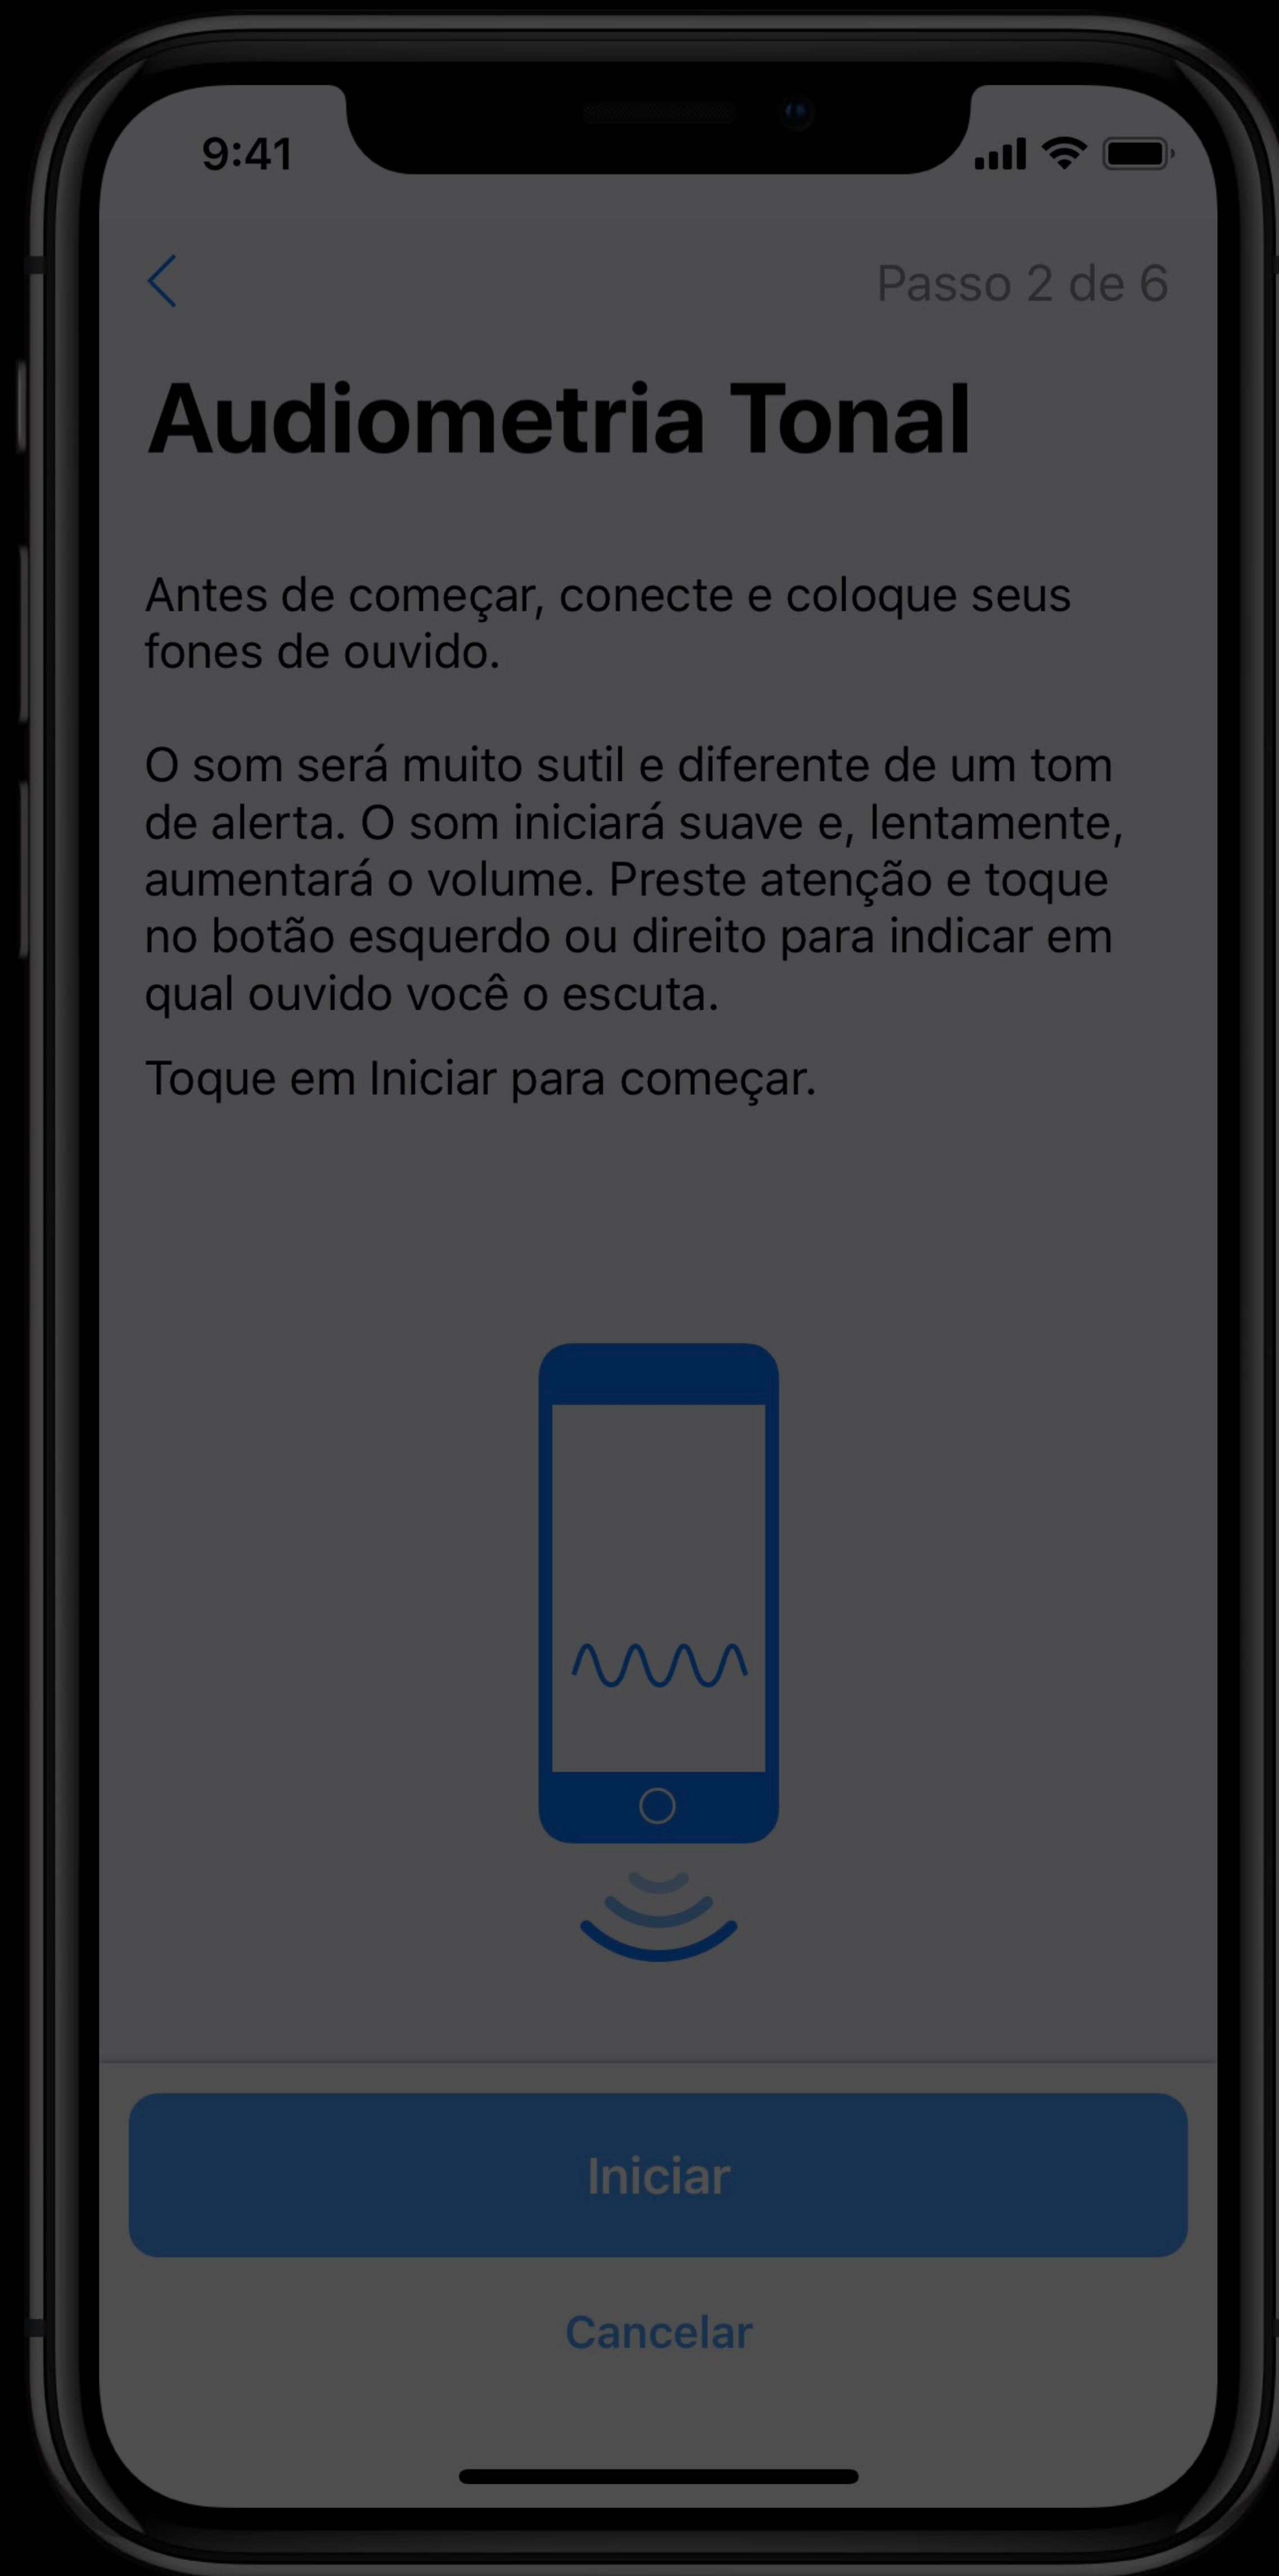 9:41
Passo 2 de 6
Audiometria Tonal
Antes de começar, conecte e coloque seus
fones de ouvido.
O som será muito sutil e diferente de um tom
de alerta. O som iniciará suave e, lentamente,
aumentará o volume. Preste atenção e toque
no botão esquerdo ou direito para indicar em
qual ouvido você o escuta.
Toque em Iniciar para começar.
Iniciar
Cancelar